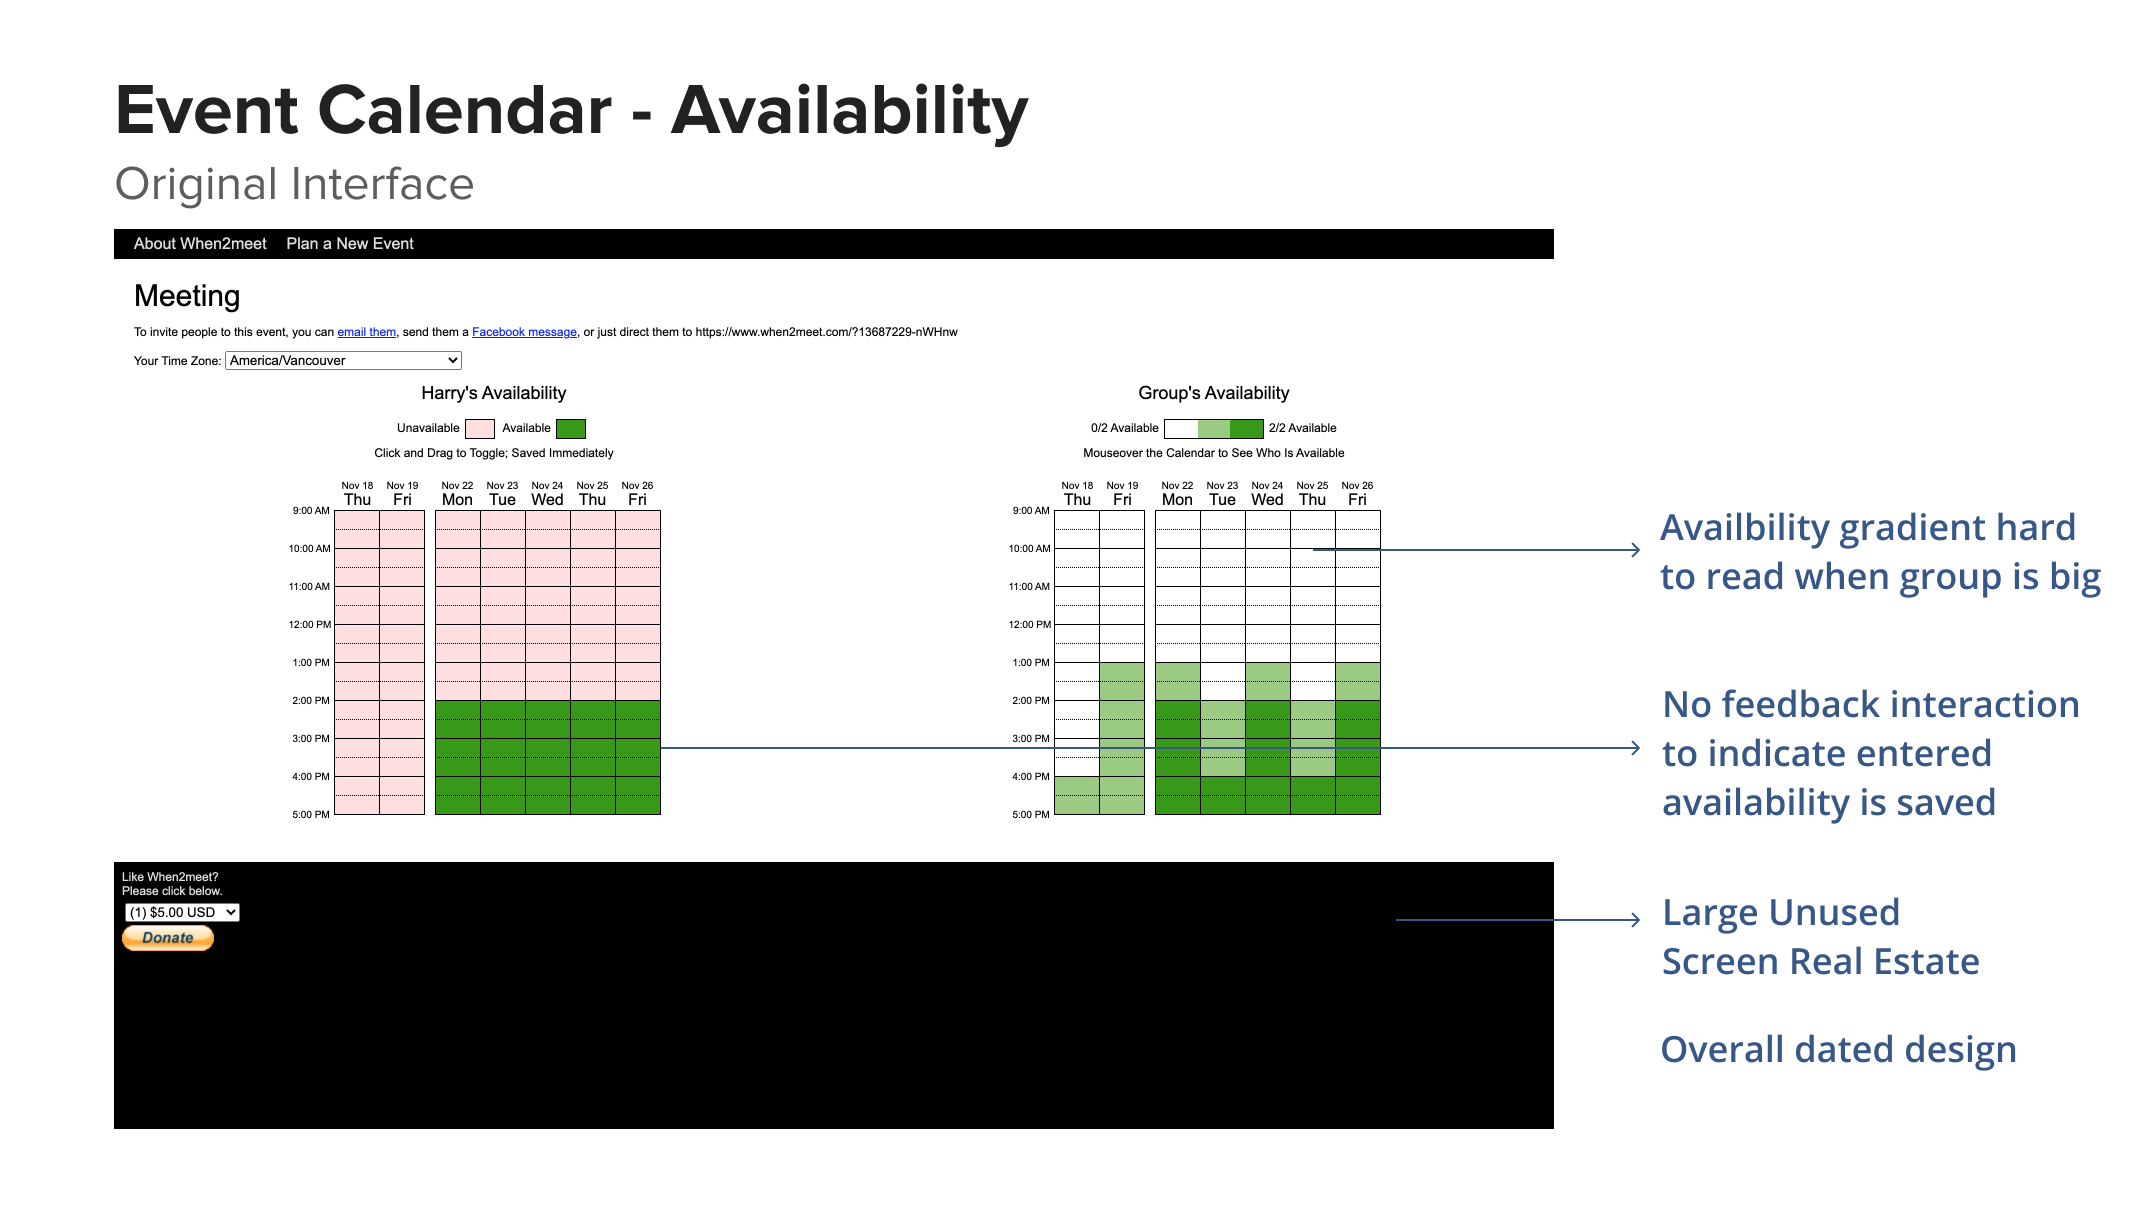 Event Calendar - Availability
Original Interface
About When2meet Plan a New Event
Meeting
To invite people to this event, you can email them, send them a Facebook message, or just direct them to https://www.when2meet.com/?13687229-nWHnw
Your Time Zone: America/Vancouver
Harry's Availability
Unavailable Available
Click and Drag to Toggle; Saved Immediately
Nov 18 Nov 19 Nov 22 Nov 23 Nov 24 Nov 25 Nov 26
Thu Fri Mon Tue Wed Thu Fri
9:00 AM
10:00 AM
11:00 AM
12:00 PM
1:00 PM
2:00 PM
3:00 PM
4:00 PM
5:00 PM
Group's Availability
0/2 Available 2/2 Available
Mouseover the Calendar to See Who Is Available
Nov 18 Nov 19 Nov 22 Nov 23 Nov 24 Nov 25 Nov 26
Thu Fri Mon Tue Wed Thu Fri
9:00 AM
10:00 AM
11:00 AM
12:00 PM
1:00 PM
2:00 PM
3:00 PM
4:00 PM
5:00 PM
Availbility gradient hard
to read when group is big
No feedback interaction
to indicate entered
availability is saved
Like When2meet?
Please click below.
(1) $5.00 USD
Donate
Large Unused
Screen Real Estate
Overall dated design